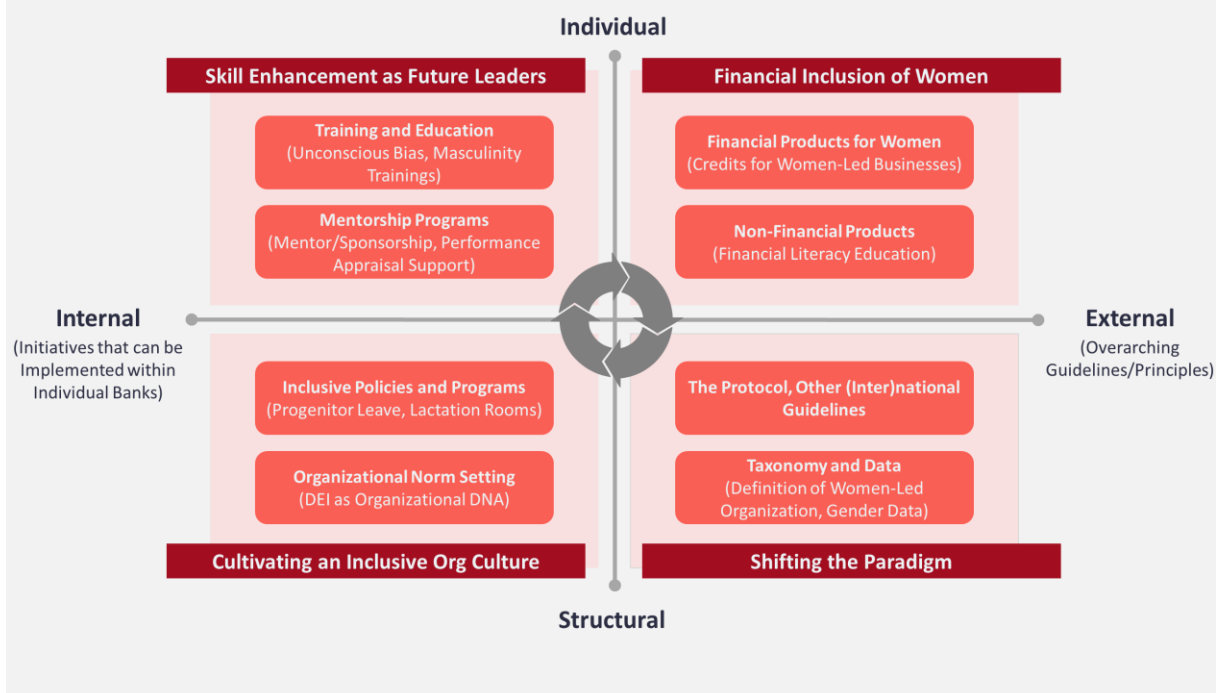 Individual
Skill Enhancement as Future Leaders
Training and Education
(Unconscious Bias, Masculinity
Trainings)
Mentorship Programs
(Mentor/Sponsorship, Performance
Appraisal Support)
Financial Inclusion of Women
Financial Products for Women
(Credits for Women-Led Businesses)
Non-Financial Products
(Financial Literacy Education)
Internal
(Initiatives that can be
Implemented within
Individual Banks)
External
(Overarching
Guidelines/Principles)
Inclusive Policies and Programs
(Progenitor Leave, Lactation Rooms)
Organizational Norm Setting
(DEI as Organizational DNA)
Cultivating an Inclusive Org Culture
The Protocol, Other (Inter)national
Guidelines
Taxonomy and Data
(Definition of Women-Led
Organization, Gender Data)
Shifting the Paradigm
Structural